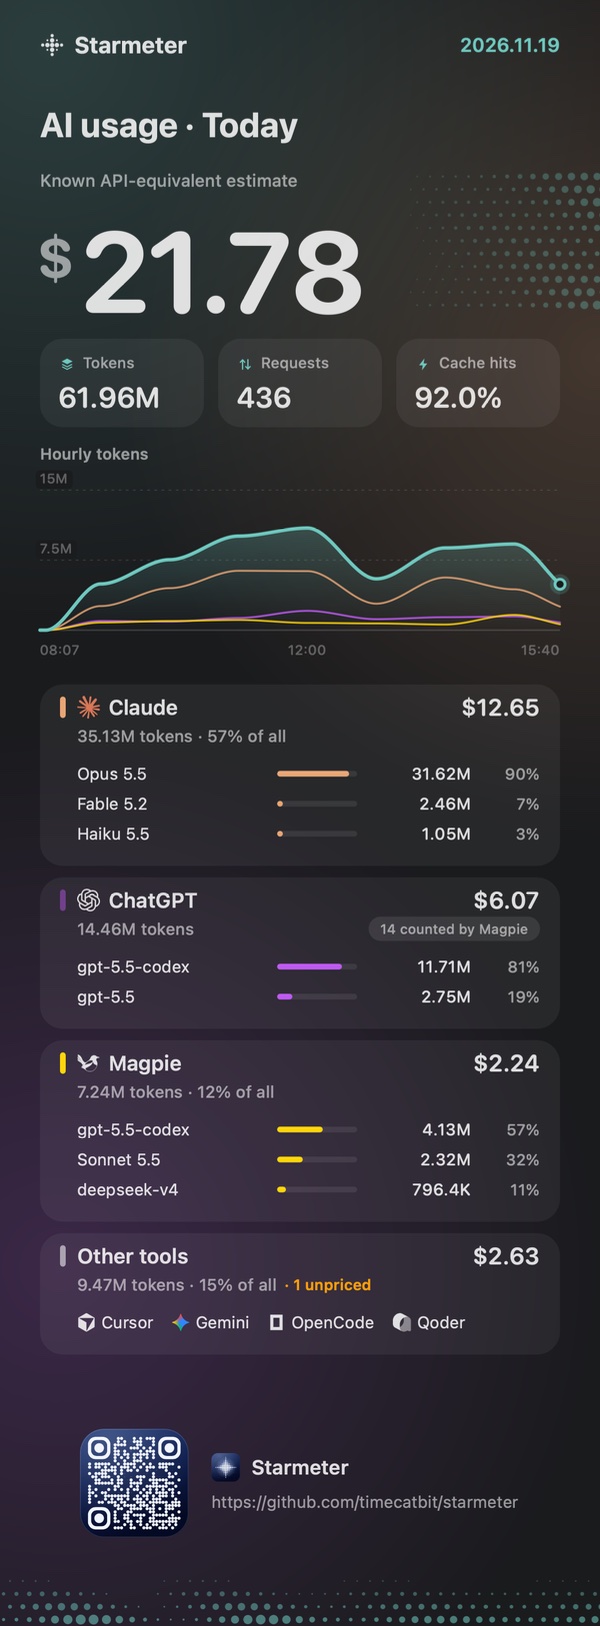 Starmeter
2026.11.19
AI usage · Today
Known API-equivalent estimate
$21.78
Tokens
61.96M
Requests
436
Cache hits
92.0%
Hourly tokens
15M
7.5M
08:07 12:00 15:40
Claude $12.65
35.13M tokens · 57% of all
Opus 5.5 31.62M 90%
Fable 5.2 2.46M 7%
Haiku 5.5 1.05M 3%
ChatGPT $6.07
14.46M tokens 14 counted by Magpie
gpt-5.5-codex 11.71M 81%
gpt-5.5 2.75M 19%
Magpie $2.24
7.24M tokens · 12% of all
gpt-5.5-codex 4.13M 57%
Sonnet 5.5 2.32M 32%
deepseek-v4 796.4K 11%
Other tools $2.63
9.47M tokens · 15% of all · 1 unpriced
Cursor Gemini OpenCode Qoder
Starmeter
https://github.com/timecatbit/starmeter